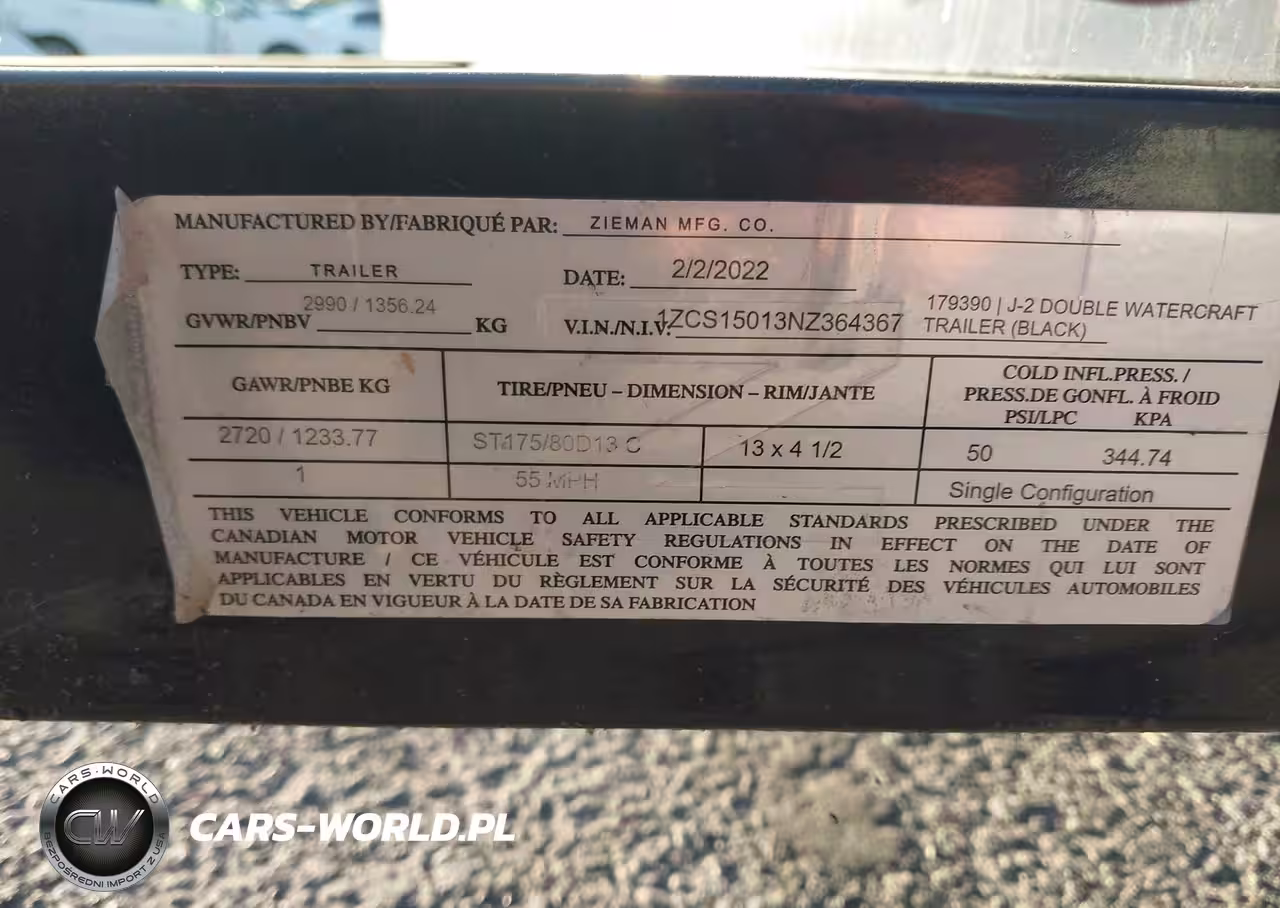 MANUFACTURED BY/FABRIQUÉ PAR: ZIEMAN MFG. CO.
TYPE: TRAILER DATE: 2/2/2022
GVWR/PNBV 2990 / 1356.24 KG V.I.N./N.I.V: 1ZCS15013NZ364367 179390 | J-2 DOUBLE WATERCRAFT
TRAILER (BLACK)
GAWR/PNBE KG TIRE/PNEU – DIMENSION – RIM/JANTE COLD INFL.PRESS. /
PRESS.DE GONFL. À FROID
PSI/LPC KPA
2720 / 1233.77 ST175/80D13 C 13 x 4 1/2 50 344.74
1 55 MPH Single Configuration
THIS VEHICLE CONFORMS TO ALL APPLICABLE STANDARDS PRESCRIBED UNDER THE
CANADIAN MOTOR VEHICLE SAFETY REGULATIONS IN EFFECT ON THE DATE OF
MANUFACTURE / CE VÉHICULE EST CONFORME À TOUTES LES NORMES QUI LUI SONT
APPLICABLES EN VERTU DU RÈGLEMENT SUR LA SÉCURITÉ DES VÉHICULES AUTOMOBILES
DU CANADA EN VIGUEUR À LA DATE DE SA FABRICATION
CARS-WORLD
CW
BEZPOŚREDNI IMPORT Z USA
CARS-WORLD.PL